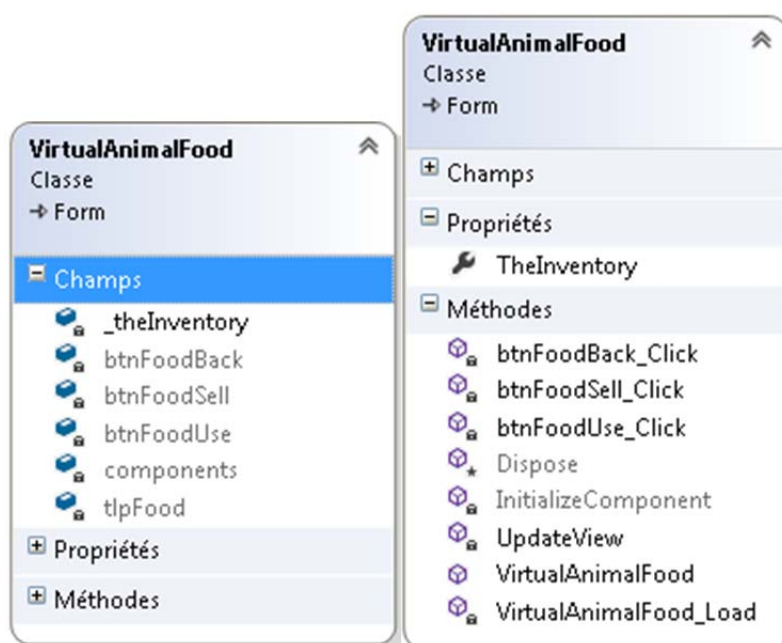 VirtualAnimalFood
Classe
Form
Champs
_theInventory
btnFoodBack
btnFoodSell
btnFoodUse
components
tlpFood
Propriétés
Méthodes
VirtualAnimalFood
Classe
Form
Champs
Propriétés
TheInventory
Méthodes
btnFoodBack_Click
btnFoodSell_Click
btnFoodUse_Click
Dispose
InitializeComponent
UpdateView
VirtualAnimalFood
VirtualAnimalFood_Load